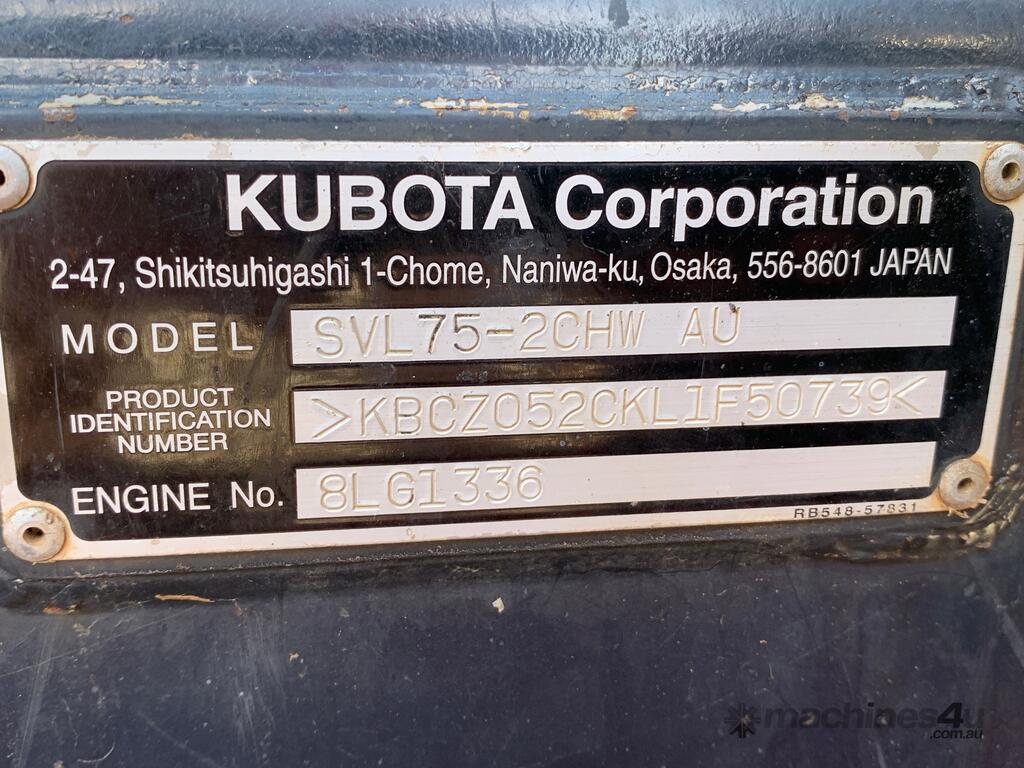 KUBOTA Corporation
2-47, Shikitsuhigashi 1-Chome, Naniwa-ku, Osaka, 556-8601 JAPAN
MODEL SVL75-2CHW AU
PRODUCT
IDENTIFICATION
NUMBER
>KBCZ052CKL1F50739<
ENGINE No. 8LG1336
RB548-57831
machines4u
.com.au